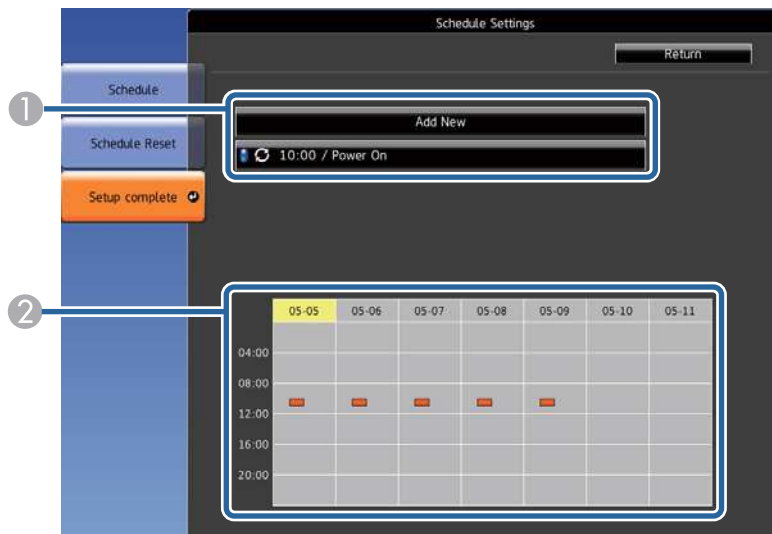 Schedule Settings
Return
Schedule
1
Add New
Schedule Reset
10:00 / Power On
Setup complete
2
05-05 05-06 05-07 05-08 05-09 05-10 05-11
04:00
08:00
12:00
16:00
20:00